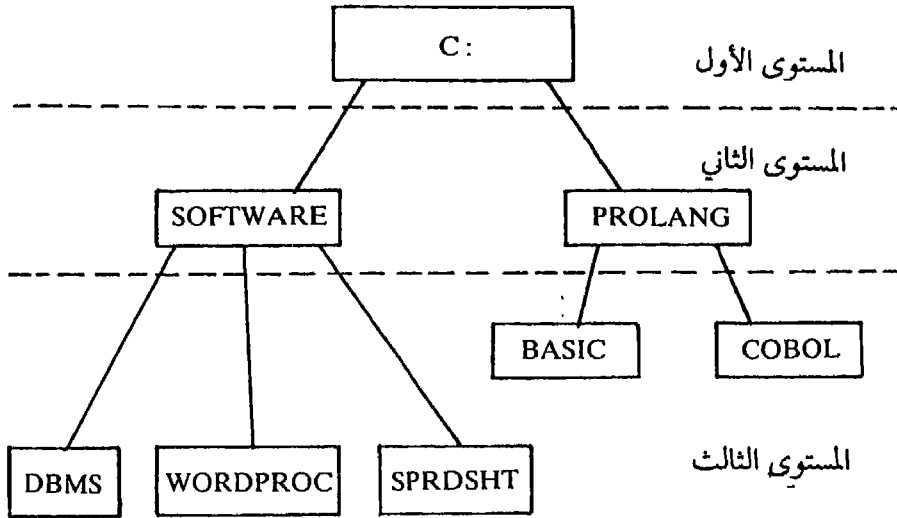 C :
المستوى الأول
المستوى الثاني
SOFTWARE
PROLANG
BASIC
COBOL
المستوى الثالث
DBMS
WORDPROC
SPRDSHT